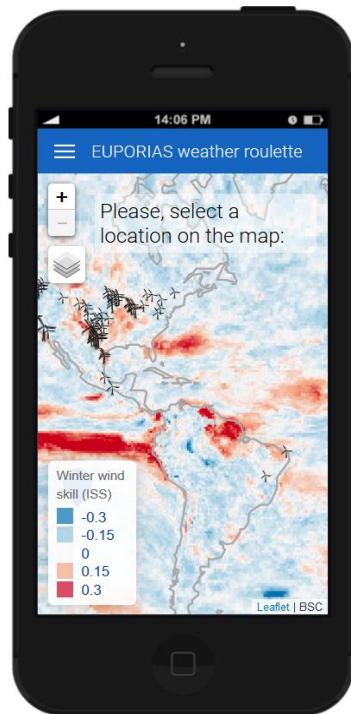 14:06 PM
EUPORIAS weather roulette
+
Please, select a
location on the map:
−
Winter wind
skill (ISS)
-0.3
-0.15
0
0.15
0.3
Leaflet | BSC